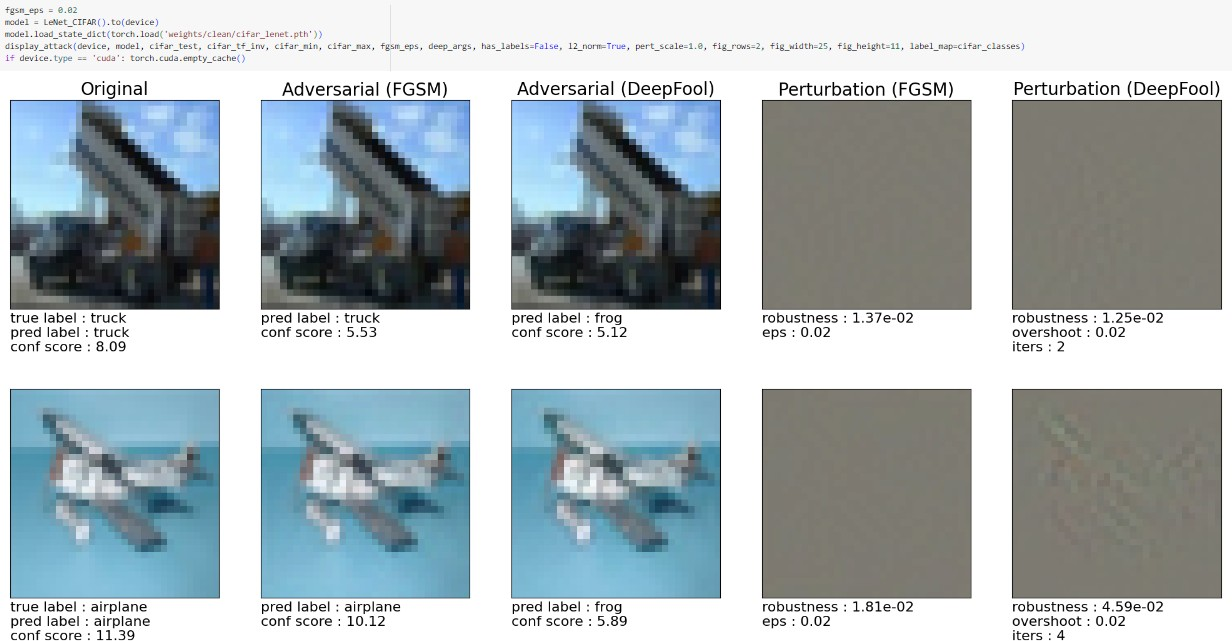 fgsm_eps = 0.02
model = LeNet_CIFAR().to(device)
model.load_state_dict(torch.load('weights/clean/cifar_lenet.pth'))
display_attack(device, model, cifar_test, cifar_tf_inv, cifar_min, cifar_max, fgsm_eps, deep_args, has_labels=False, l2_norm=True, pert_scale=1.0, fig_rows=2, fig_width=25, fig_height=11, label_map=cifar_classes)
if device.type == 'cuda': torch.cuda.empty_cache()
Original Adversarial (FGSM) Adversarial (DeepFool) Perturbation (FGSM) Perturbation (DeepFool)
true label : truck pred label : truck pred label : frog robustness : 1.37e-02 robustness : 1.25e-02
pred label : truck conf score : 5.53 conf score : 5.12 eps : 0.02 overshoot : 0.02
conf score : 8.09 iters : 2
true label : airplane pred label : airplane pred label : frog robustness : 1.81e-02 robustness : 4.59e-02
pred label : airplane conf score : 10.12 conf score : 5.89 eps : 0.02 overshoot : 0.02
conf score : 11.39 iters : 4